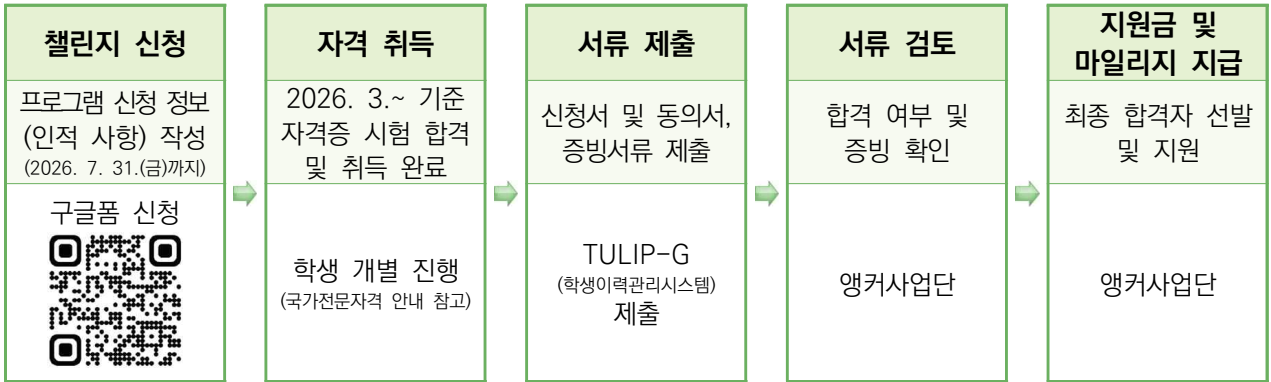 챌린지 신청
프로그램 신청 정보
(인적 사항) 작성
(2026. 7. 31.(금)까지)
구글폼 신청
자격 취득
2026. 3.~ 기준
자격증 시험 합격
및 취득 완료
학생 개별 진행
(국가전문자격 안내 참고)
서류 제출
신청서 및 동의서,
증빙서류 제출
TULIP-G
(학생이력관리시스템)
제출
서류 검토
합격 여부 및
증빙 확인
앵커사업단
지원금 및
마일리지 지급
최종 합격자 선발
및 지원
앵커사업단